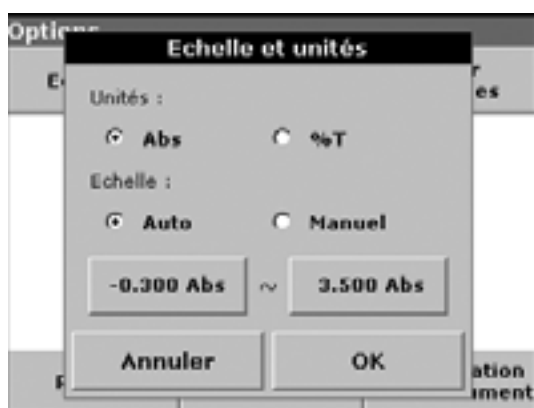 Echelle et unités
Unités :
Abs %T
Echelle :
Auto Manuel
-0.300 Abs ~ 3.500 Abs
Annuler OK